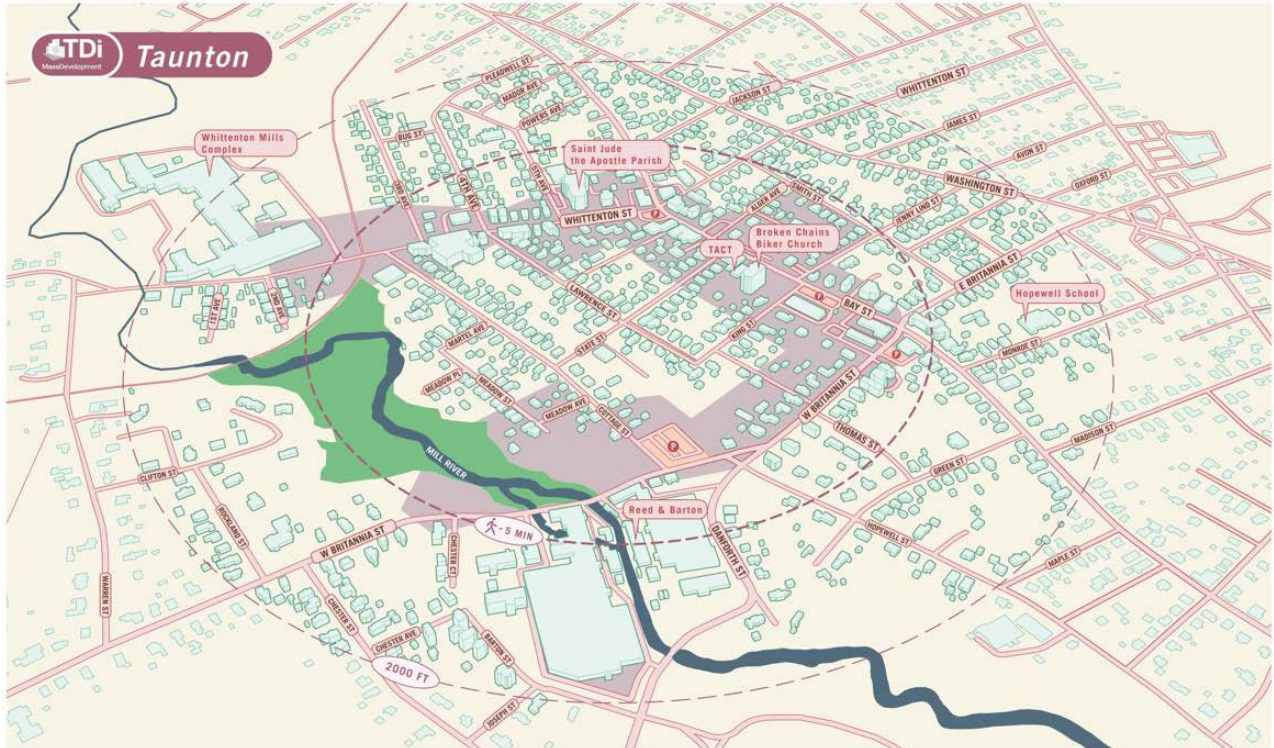 TDi
MassDevelopment
Taunton
PLEADWELL ST
MADOR AVE
POWERS AVE
JACKSON ST
WHITTENTON ST
JAMES ST
AVON ST
OXFORD ST
WASHINGTON ST
Whittenton Mills
Complex
BUG ST
3RD AVE
4TH AVE
5TH AVE
Saint Jude
the Apostle Parish
WHITTENTON ST
P
ALGER AVE
SMITH ST
JENNY LIND ST
TACT
Broken Chains
Biker Church
E BRITANNIA ST
P
BAY ST
Hopewell School
1ST AVE
2ND AVE
LAWRENCE ST
KING ST
STATE ST
MARTEL AVE
MONROE ST
P
MEADOW PL
MEADOW ST
MEADOW AVE
COTTAGE ST
W BRITANNIA ST
THOMAS ST
MADISON ST
P
GREEN ST
MILL RIVER
CLIFTON ST
ROCKLAND ST
Reed & Barton
~5 MIN
W BRITANNIA ST
CHESTER CT
DANFORTH ST
HOPEWELL ST
MAPLE ST
WARREN ST
CHESTER ST
CHESTER AVE
BARTON ST
2000 FT
JOSEPH ST